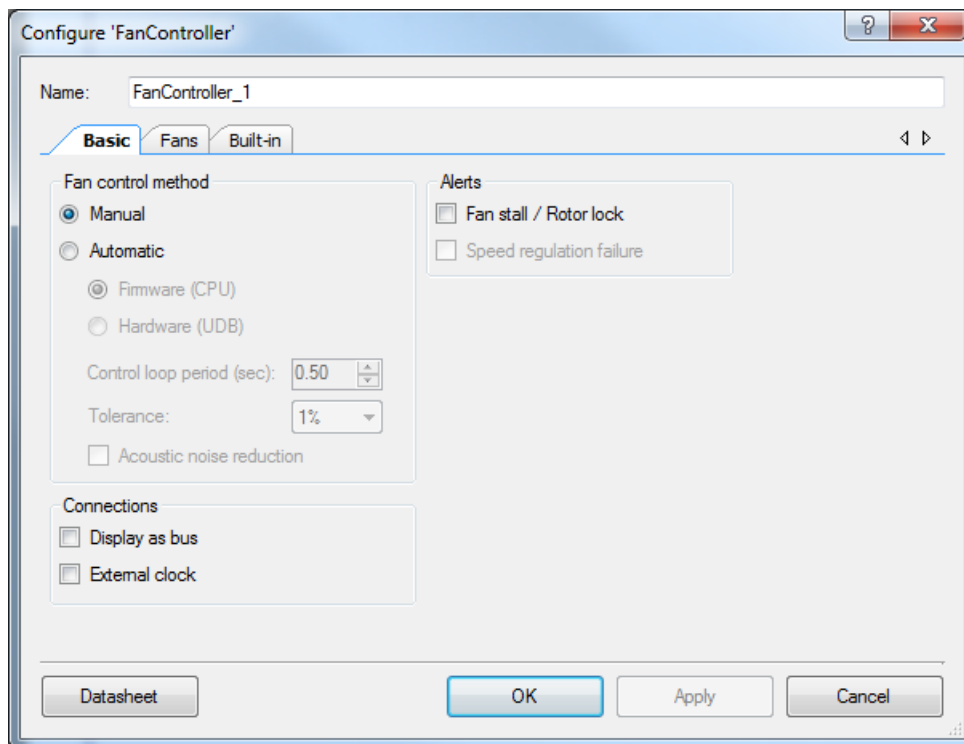 Configure 'FanController'
Name: FanController_1
Basic Fans Built-in
Fan control method
Manual
Automatic
Firmware (CPU)
Hardware (UDB)
Control loop period (sec): 0.50
Tolerance: 1%
Acoustic noise reduction
Alerts
Fan stall / Rotor lock
Speed regulation failure
Connections
Display as bus
External clock
Datasheet OK Apply Cancel